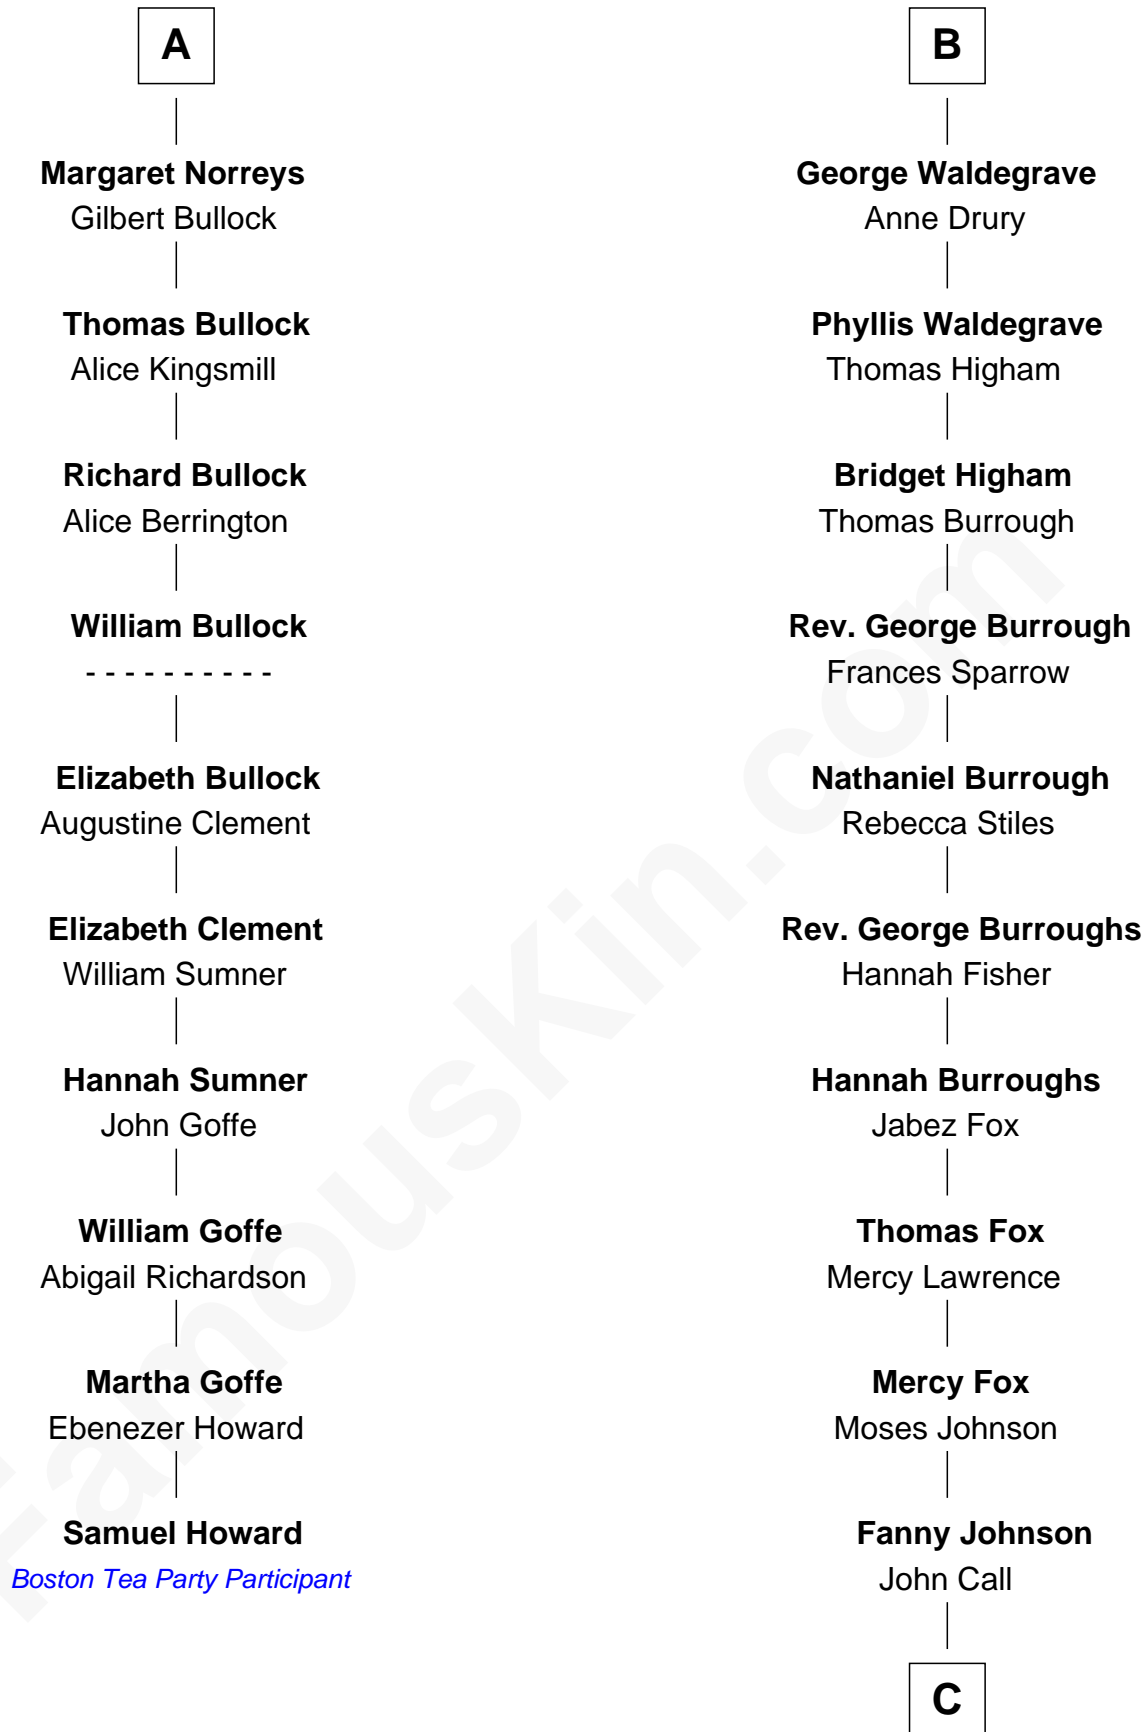 A
Margaret Norreys
Gilbert Bullock
Thomas Bullock
Alice Kingsmill
Richard Bullock
Alice Berrington
William Bullock
- - - - - - - - - -
Elizabeth Bullock
Augustine Clement
Elizabeth Clement
William Sumner
Hannah Sumner
John Goffe
William Goffe
Abigail Richardson
Martha Goffe
Ebenezer Howard
Samuel Howard
Boston Tea Party Participant
B
George Waldegrave
Anne Drury
Phyllis Waldegrave
Thomas Higham
Bridget Higham
Thomas Burrough
Rev. George Burrough
Frances Sparrow
Nathaniel Burrough
Rebecca Stiles
Rev. George Burroughs
Hannah Fisher
Hannah Burroughs
Jabez Fox
Thomas Fox
Mercy Lawrence
Mercy Fox
Moses Johnson
Fanny Johnson
John Call
C
FamousKin.com